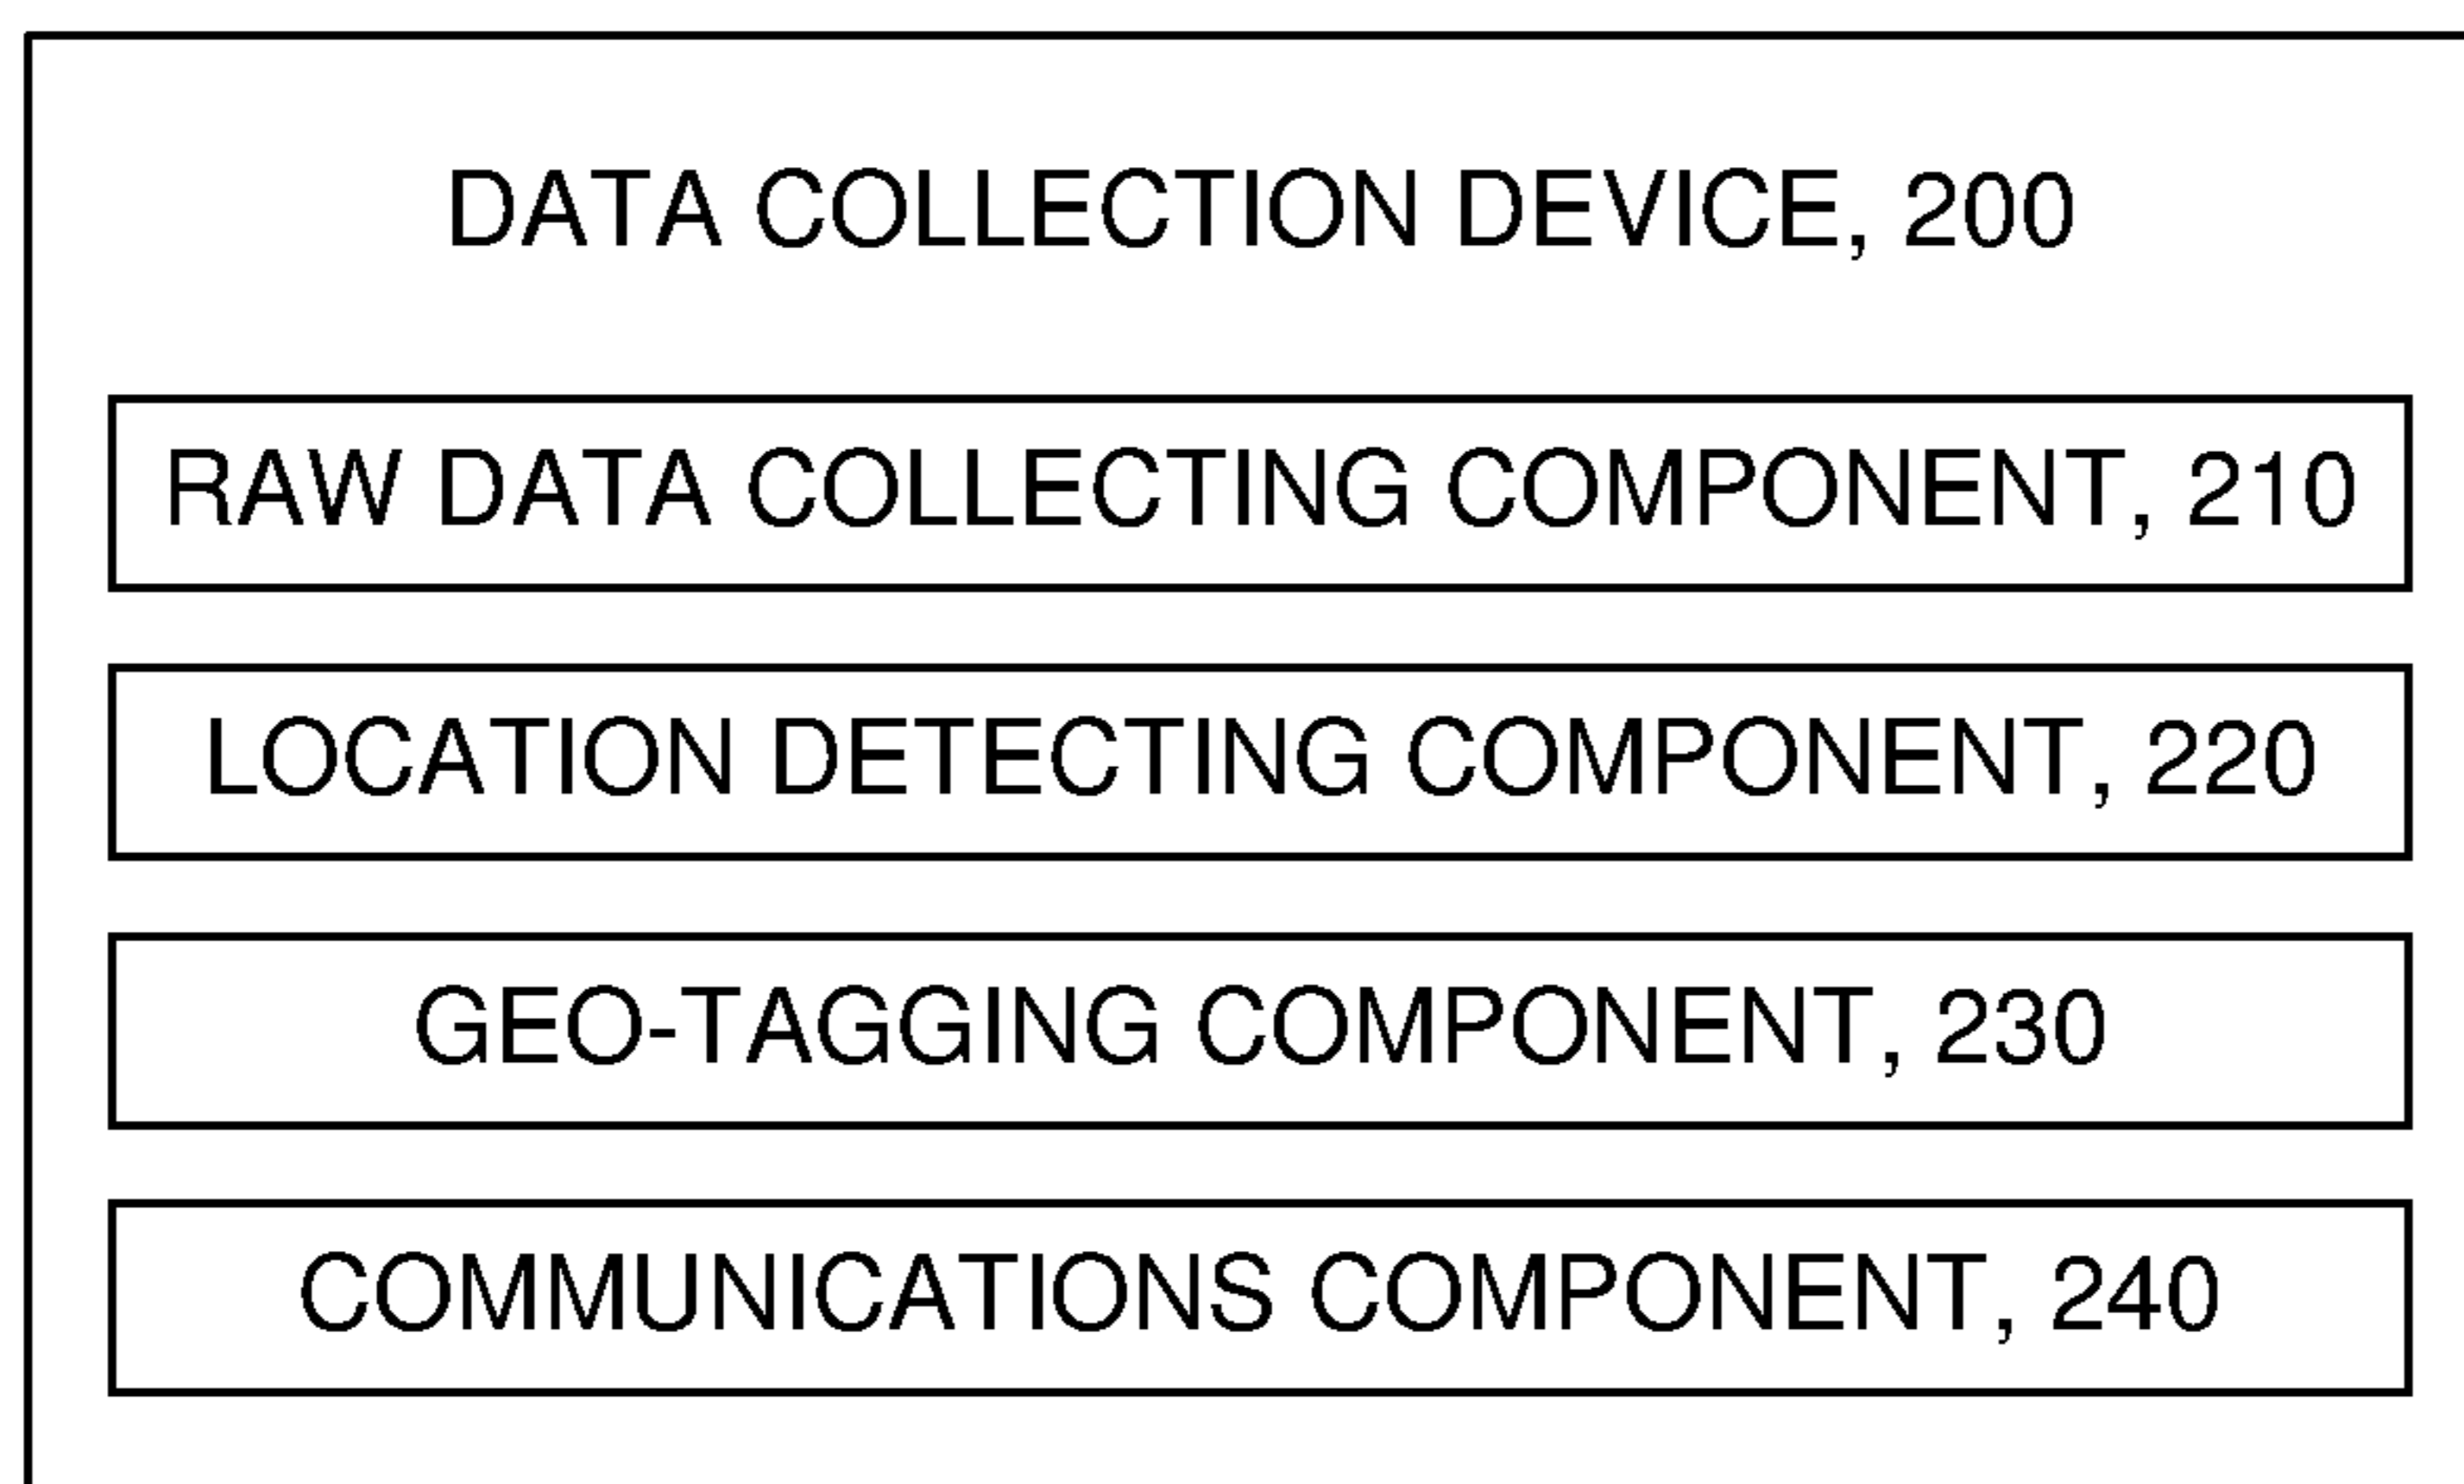 DATA COLLECTION DEVICE, 200
RAW DATA COLLECTING COMPONENT, 210
LOCATION DETECTING COMPONENT, 220
GEO-TAGGING COMPONENT, 230
COMMUNICATIONS COMPONENT, 240